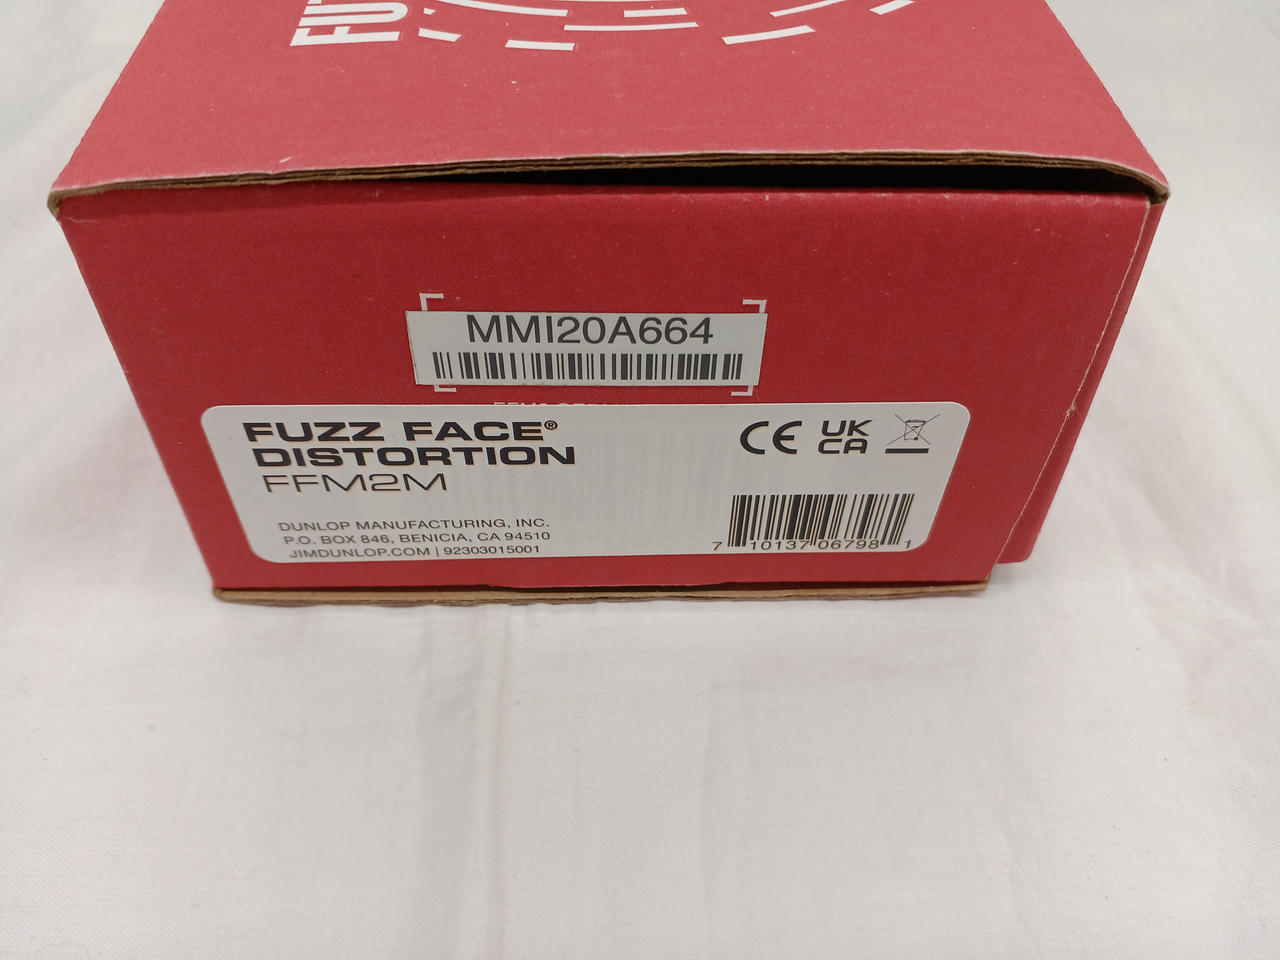 FUZ
MMI20A664
FUZZ FACE®
DISTORTION
FFM2M
CE UK
CA
DUNLOP MANUFACTURING, INC.
P.O. BOX 846, BENICIA, CA 94510
JIMDUNLOP.COM | 92303015001
7 10137 06798 1